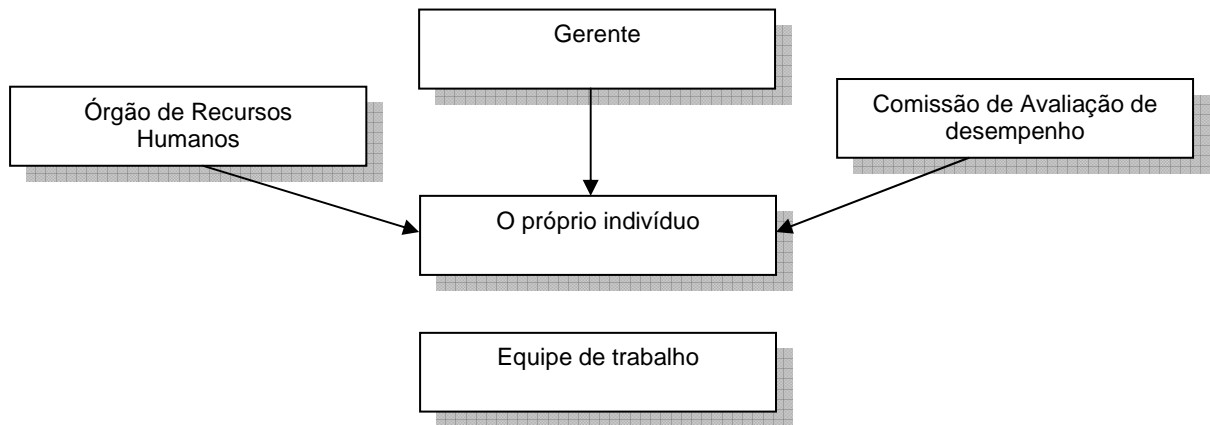 Gerente
Órgão de Recursos
Humanos
Comissão de Avaliação de
desempenho
O próprio indivíduo
Equipe de trabalho